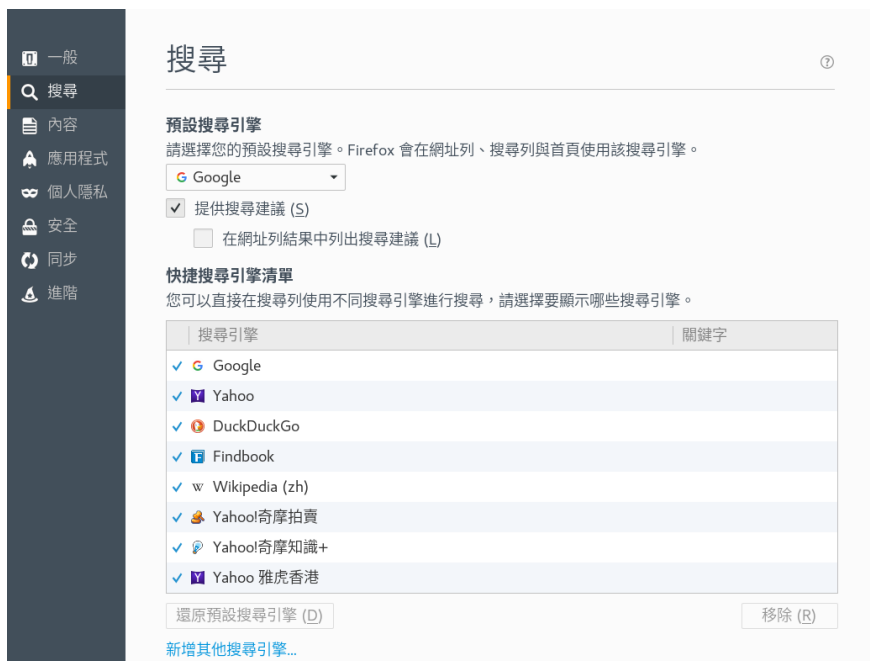 一般
搜尋
內容
應用程式
個人隱私
安全
同步
進階
搜尋
預設搜尋引擎
請選擇您的預設搜尋引擎。Firefox 會在網址列、搜尋列與首頁使用該搜尋引擎。
Google
提供搜尋建議 (S)
在網址列結果中列出搜尋建議 (L)
快捷搜尋引擎清單
您可以直接在搜尋列使用不同搜尋引擎進行搜尋，請選擇要顯示哪些搜尋引擎。
搜尋引擎 關鍵字
Google
Yahoo
DuckDuckGo
Findbook
Wikipedia (zh)
Yahoo!奇摩拍賣
Yahoo!奇摩知識+
Yahoo 雅虎香港
還原預設搜尋引擎 (D) 移除 (R)
新增其他搜尋引擎...